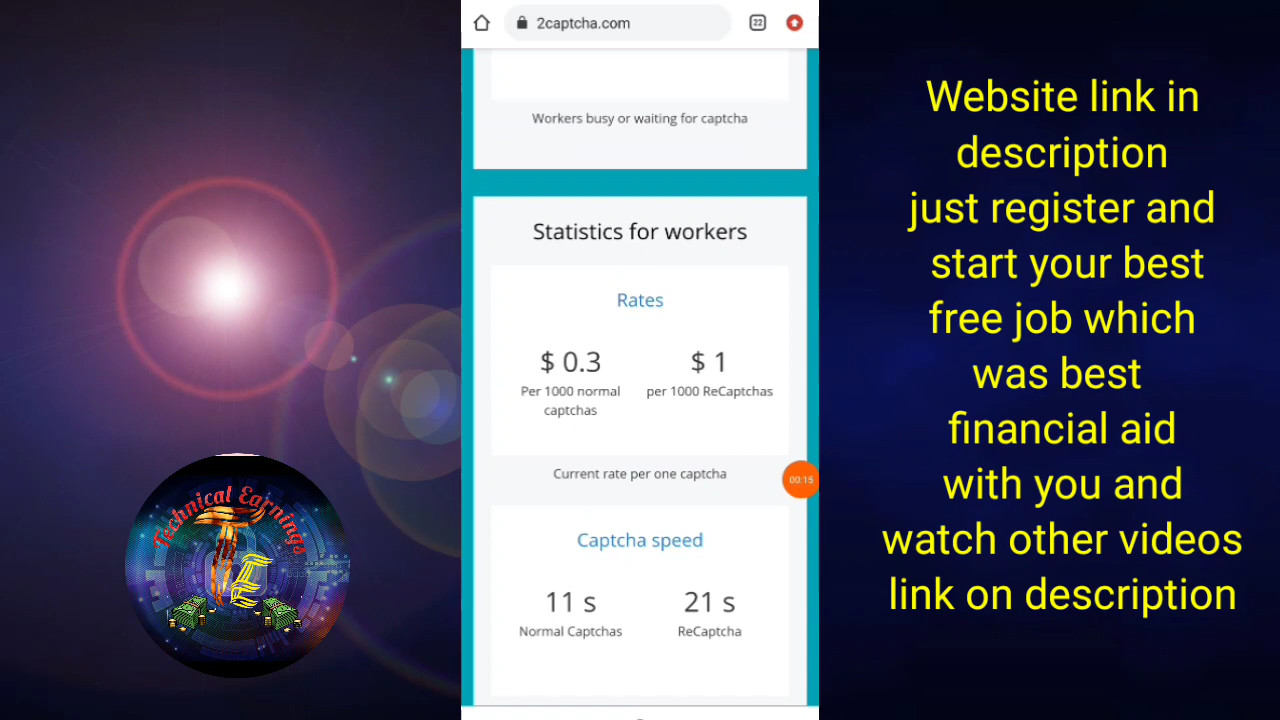 2captcha.com
22
Workers busy or waiting for captcha
Statistics for workers
Rates
$ 0.3
Per 1000 normal
captchas
$ 1
per 1000 ReCaptchas
Current rate per one captcha
00:15
Captcha speed
11 s
Normal Captchas
21 s
ReCaptcha
Technical Earnings
TE
Website link in
description
just register and
start your best
free job which
was best
financial aid
with you and
watch other videos
link on description